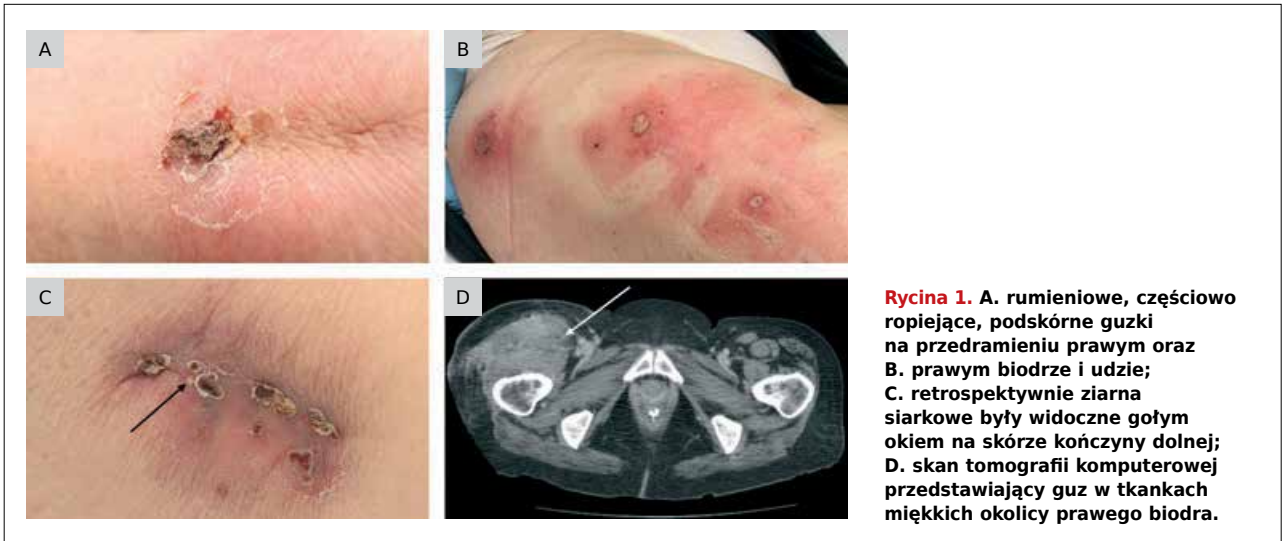 A
B
C
D
Rycina 1. A. rumieniowe, częściowo
ropiejące, podskórne guzki
na przedramieniu prawym oraz
B. prawym biodrze i udzie;
C. retrospektywnie ziarna
siarkowe były widoczne gołym
okiem na skórze kończyny dolnej;
D. skan tomografii komputerowej
przedstawiający guz w tkankach
miękkich okolicy prawego biodra.